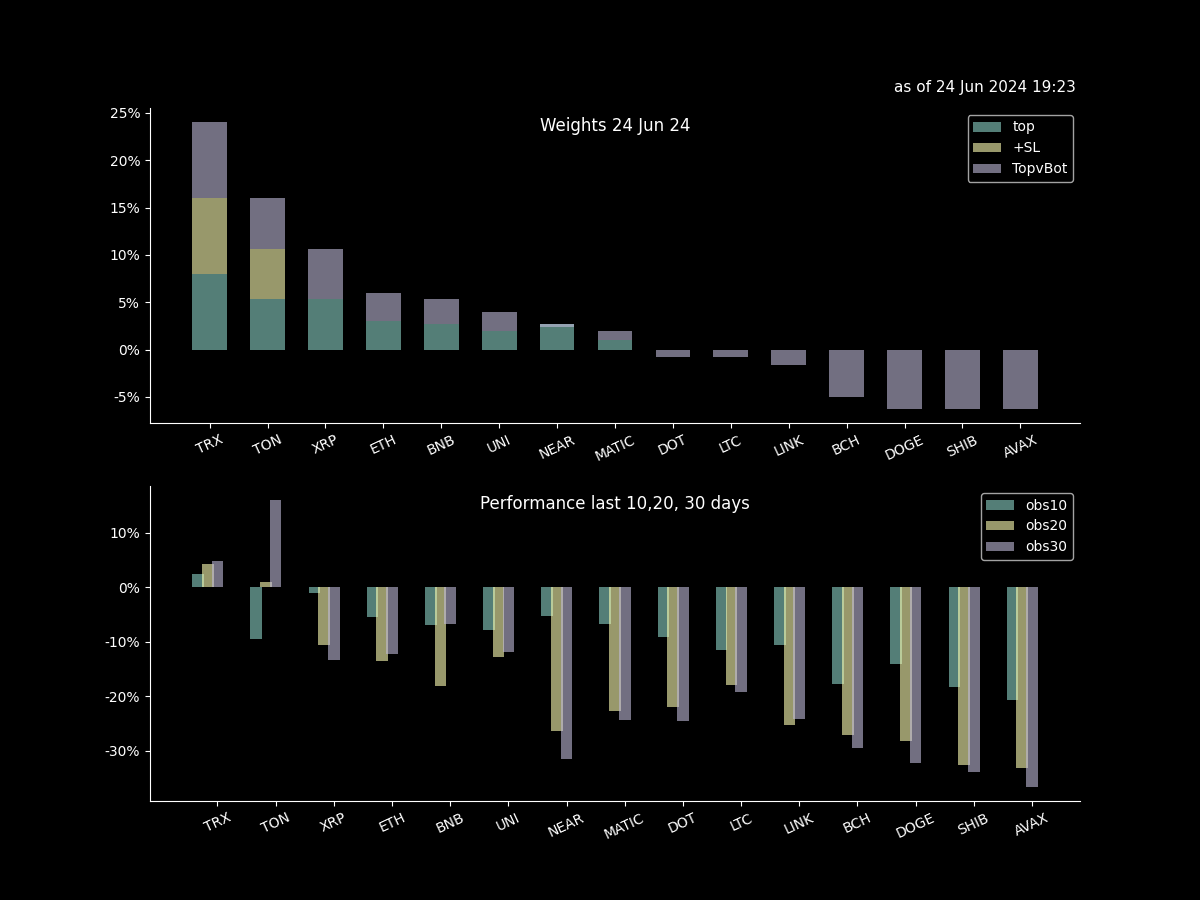 as of 24 Jun 2024 19:23
Weights 24 Jun 24
top
+SL
TopvBot
25%
20%
15%
10%
5%
0%
-5%
TRX TON XRP ETH BNB UNI NEAR MATIC DOT LTC LINK BCH DOGE SHIB AVAX
Performance last 10,20, 30 days
obs10
obs20
obs30
10%
0%
-10%
-20%
-30%
TRX TON XRP ETH BNB UNI NEAR MATIC DOT LTC LINK BCH DOGE SHIB AVAX